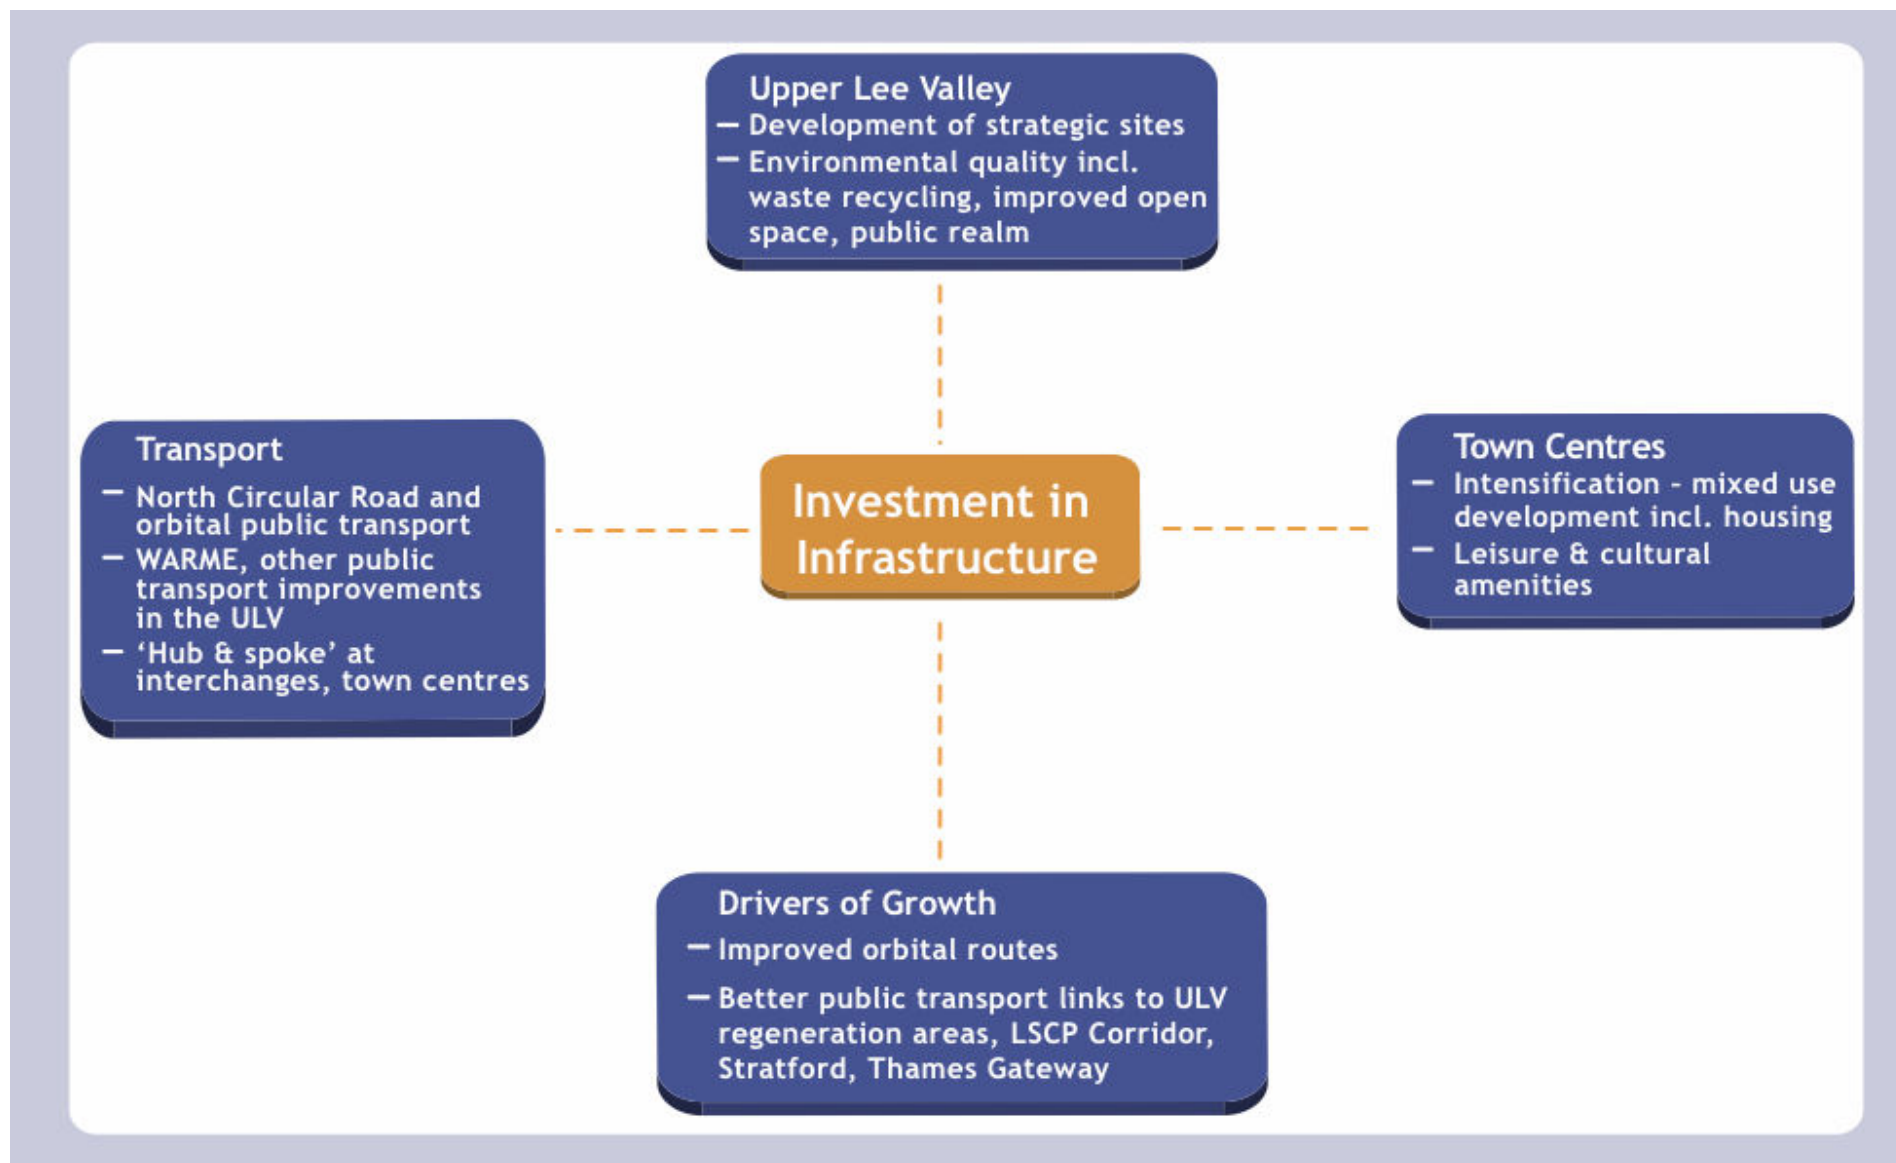 Upper Lee Valley
– Development of strategic sites
– Environmental quality incl.
waste recycling, improved open
space, public realm
Transport
– North Circular Road and
orbital public transport
– WARME, other public
transport improvements
in the ULV
– ‘Hub & spoke’ at
interchanges, town centres
Investment in
Infrastructure
Town Centres
– Intensification – mixed use
development incl. housing
– Leisure & cultural
amenities
Drivers of Growth
– Improved orbital routes
– Better public transport links to ULV
regeneration areas, LSCP Corridor,
Stratford, Thames Gateway